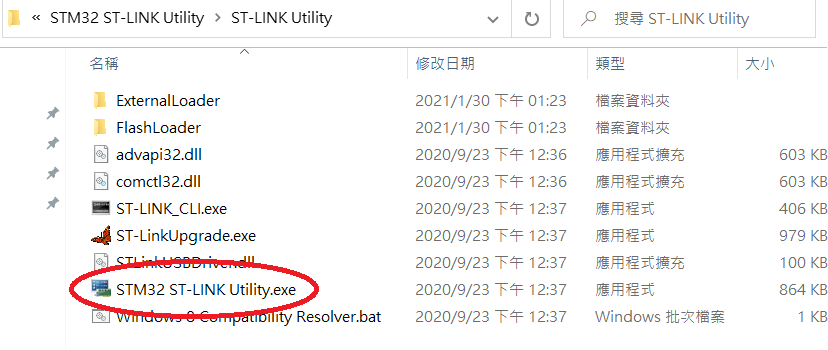 « STM32 ST-LINK Utility > ST-LINK Utility 搜尋 ST-LINK Utility
名稱 修改日期 類型 大小
ExternalLoader 2021/1/30 下午 01:23 檔案資料夾
FlashLoader 2021/1/30 下午 01:23 檔案資料夾
advapi32.dll 2020/9/23 下午 12:36 應用程式擴充 603 KB
comctl32.dll 2020/9/23 下午 12:36 應用程式擴充 603 KB
ST-LINK_CLI.exe 2020/9/23 下午 12:37 應用程式 406 KB
ST-LinkUpgrade.exe 2020/9/23 下午 12:37 應用程式 979 KB
STLinkUSBDriver.dll 2020/9/23 下午 12:37 應用程式擴充 100 KB
STM32 ST-LINK Utility.exe 2020/9/23 下午 12:37 應用程式 864 KB
Windows 8 Compatibility Resolver.bat 2020/9/23 下午 12:37 Windows 批次檔案 1 KB